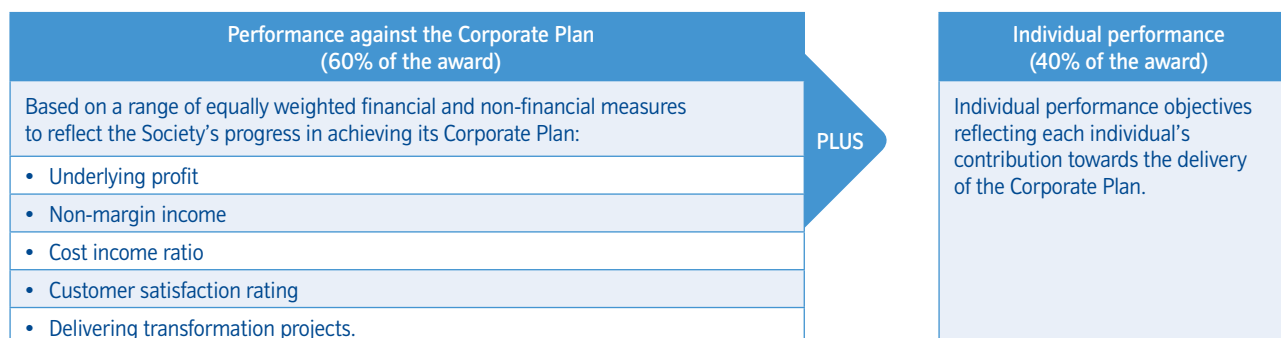 Performance against the Corporate Plan
(60% of the award)
Based on a range of equally weighted financial and non-financial measures
to reflect the Society's progress in achieving its Corporate Plan:
• Underlying profit
• Non-margin income
• Cost income ratio
• Customer satisfaction rating
• Delivering transformation projects.
PLUS
Individual performance
(40% of the award)
Individual performance objectives
reflecting each individual's
contribution towards the delivery
of the Corporate Plan.